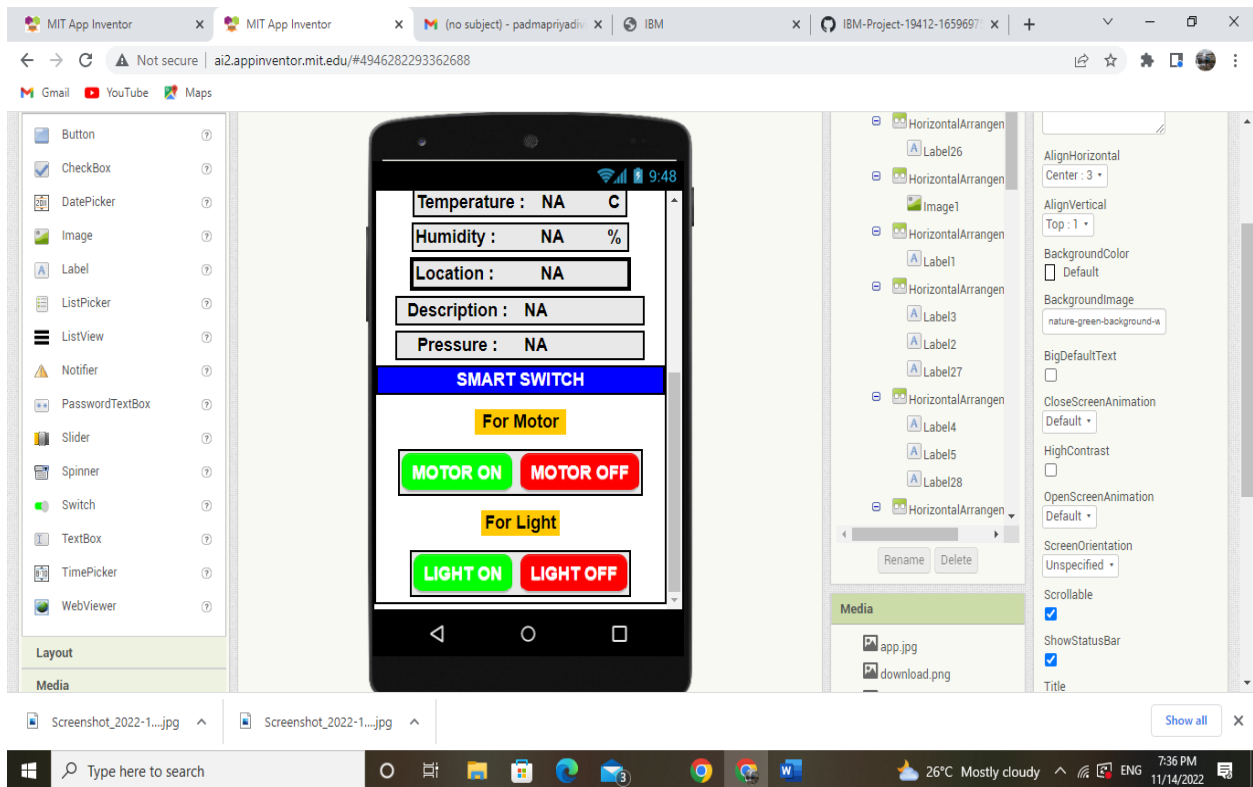 MIT App Inventor
MIT App Inventor
(no subject) - padmapriyadiv
IBM
IBM-Project-19412-1659697
Not secure
ai2.appinventor.mit.edu/#4946282293362688
Gmail
YouTube
Maps
Button
CheckBox
DatePicker
Image
Label
ListPicker
ListView
Notifier
PasswordTextBox
Slider
Spinner
Switch
TextBox
TimePicker
WebViewer
Layout
Media
9:48
Temperature : NA C
Humidity : NA %
Location : NA
Description : NA
Pressure : NA
SMART SWITCH
For Motor
MOTOR ON MOTOR OFF
For Light
LIGHT ON LIGHT OFF
HorizontalArrangen
Label26
HorizontalArrangen
Image1
HorizontalArrangen
Label1
HorizontalArrangen
Label3
Label2
Label27
HorizontalArrangen
Label4
Label5
Label28
HorizontalArrangen
Rename Delete
Media
app.jpg
download.png
AlignHorizontal
Center : 3
AlignVertical
Top : 1
BackgroundColor
Default
BackgroundImage
nature-green-background-w
BigDefaultText
CloseScreenAnimation
Default
HighContrast
OpenScreenAnimation
Default
ScreenOrientation
Unspecified
Scrollable
ShowStatusBar
Title
Screenshot_2022-1....jpg
Screenshot_2022-1....jpg
Show all
Type here to search
3
26°C Mostly cloudy
ENG
7:36 PM
11/14/2022